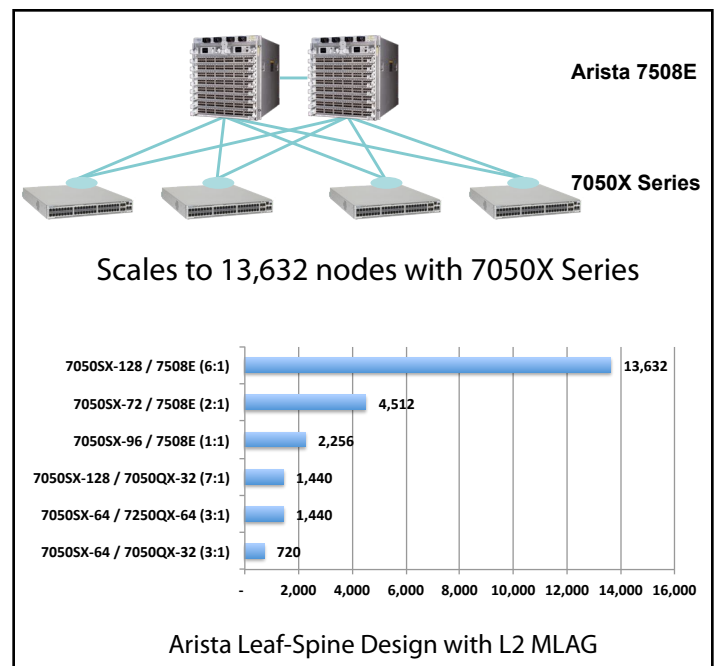 Arista 7508E
7050X Series
Scales to 13,632 nodes with 7050X Series
7050SX-128 / 7508E (6:1)
13,632
7050SX-72 / 7508E (2:1)
4,512
7050SX-96 / 7508E (1:1)
2,256
7050SX-128 / 7050QX-32 (7:1)
1,440
7050SX-64 / 7250QX-64 (3:1)
1,440
7050SX-64 / 7050QX-32 (3:1)
720
- 2,000 4,000 6,000 8,000 10,000 12,000 14,000 16,000
Arista Leaf-Spine Design with L2 MLAG